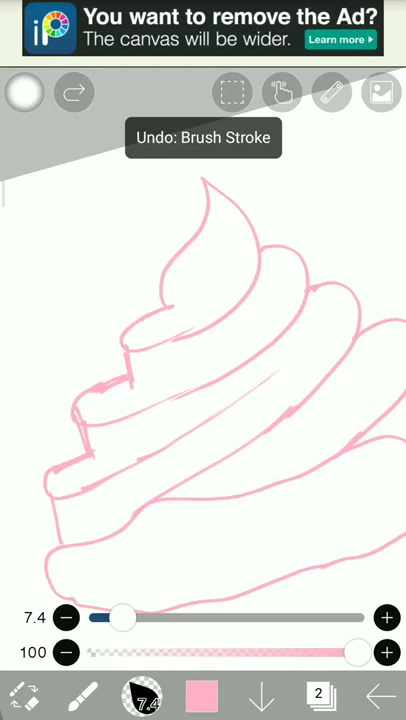 You want to remove the Ad?
The canvas will be wider.
Learn more
iP
Undo: Brush Stroke
7.4
100
7.4
2